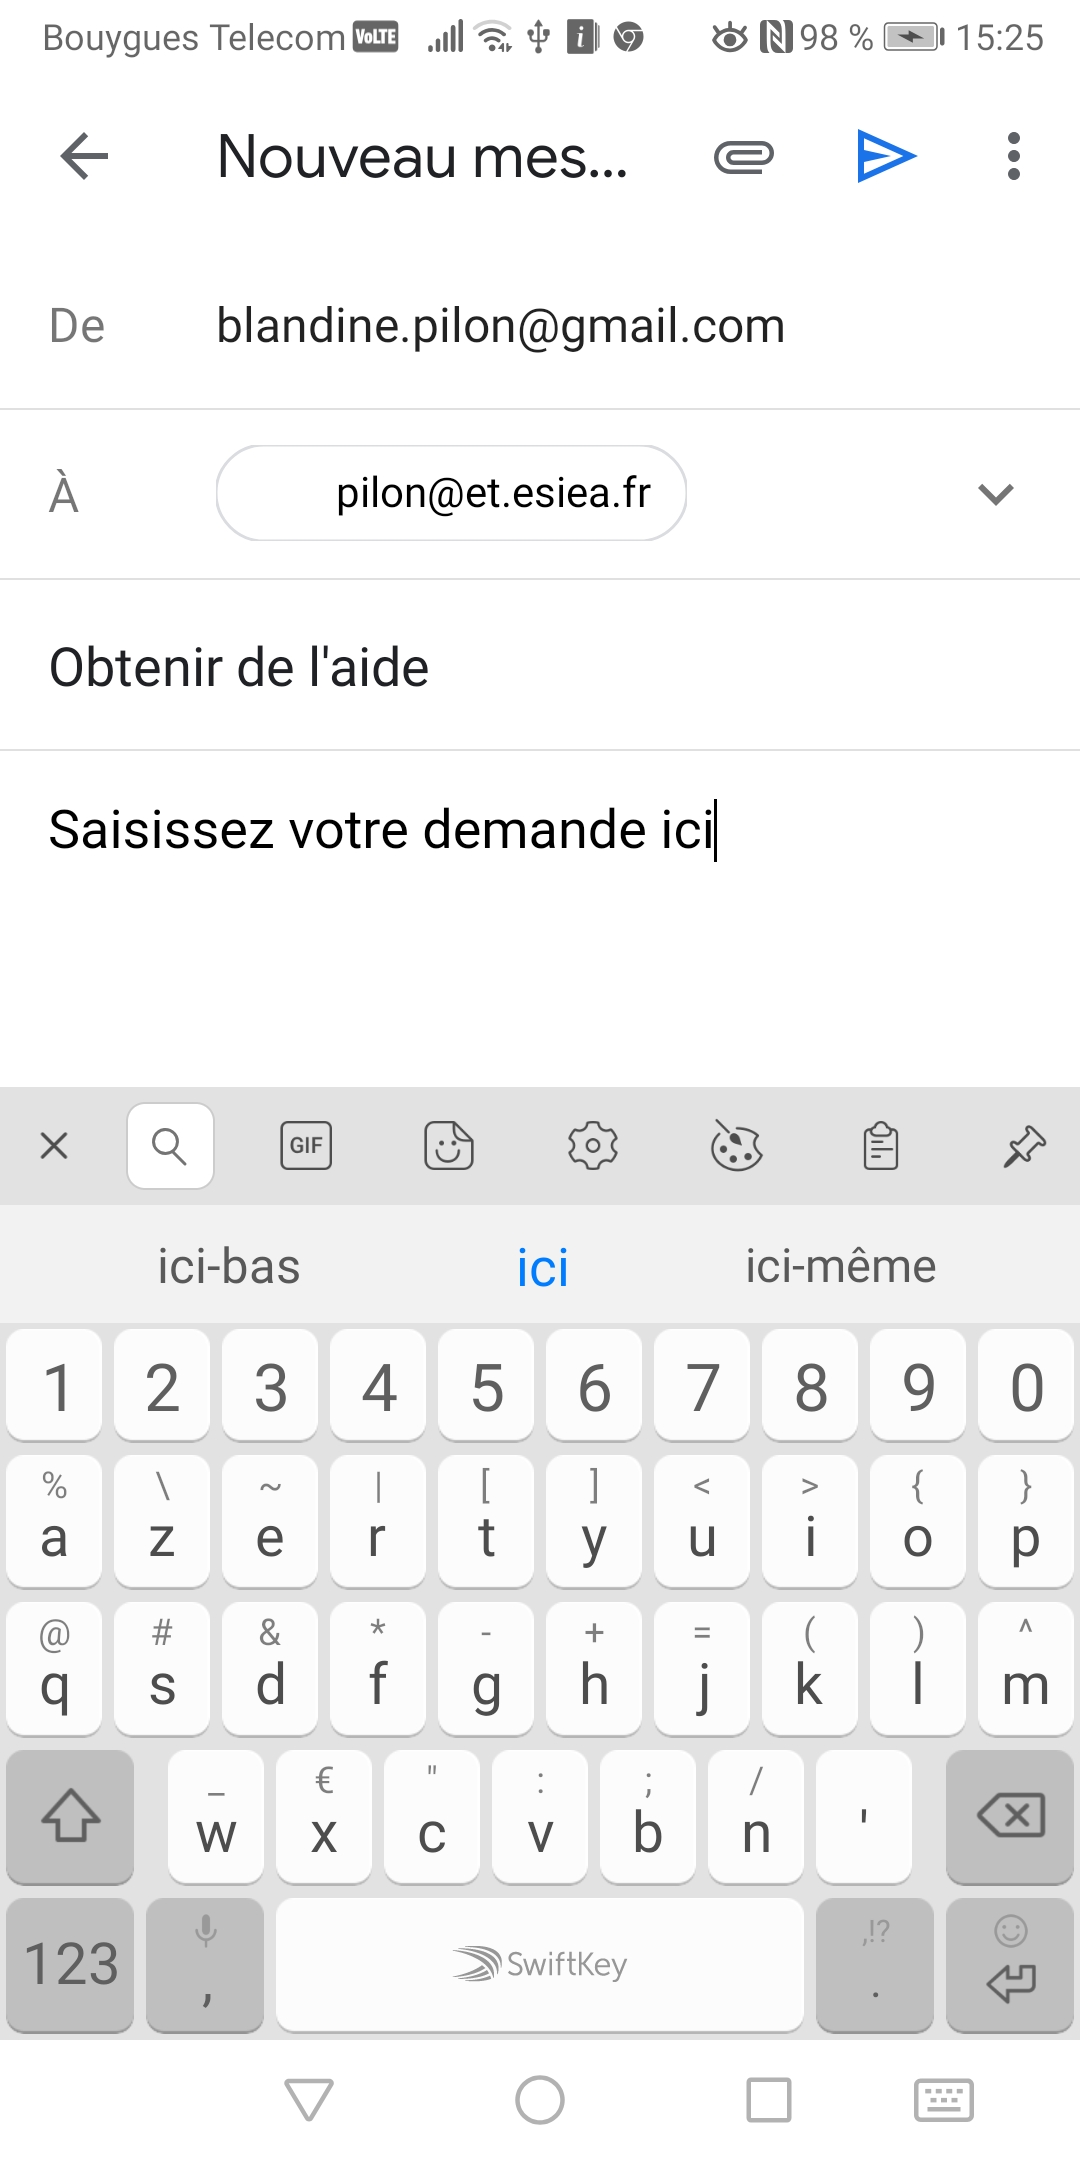 Bouygues Telecom VoLTE 98 % 15:25
Nouveau mes...
De blandine.pilon@gmail.com
À pilon@et.esiea.fr
Obtenir de l'aide
Saisissez votre demande ici
GIF
ici-bas ici ici-même
1 2 3 4 5 6 7 8 9 0
% \ ~ | [ ] < > { }
a z e r t y u i o p
@ # & * - + = ( ) ^
q s d f g h j k l m
_ € " : ; /
w x c v b n '
,!?
123 , SwiftKey .